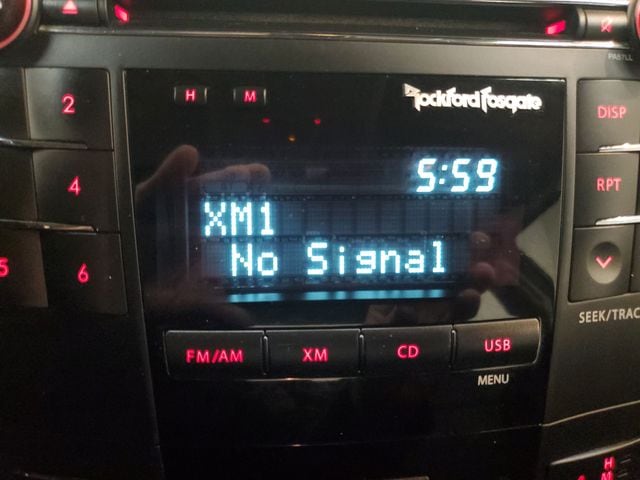 PA57LL
H M Rockford Fosgate
2 DISP
5:59
4 RPT
XM1
No Signal
5 6
SEEK/TRAC
FM/AM XM CD USB
MENU
H
M